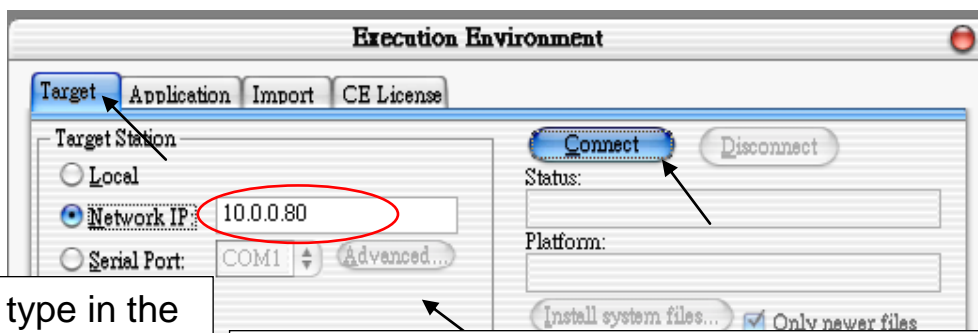 Execution Environment
Target Application Import CE License
Target Station
Local
Network IP: 10.0.0.80
Serial Port: COM1 Advanced...
Connect Disconnect
Status:
Platform:
Install system files... Only newer files
type in the